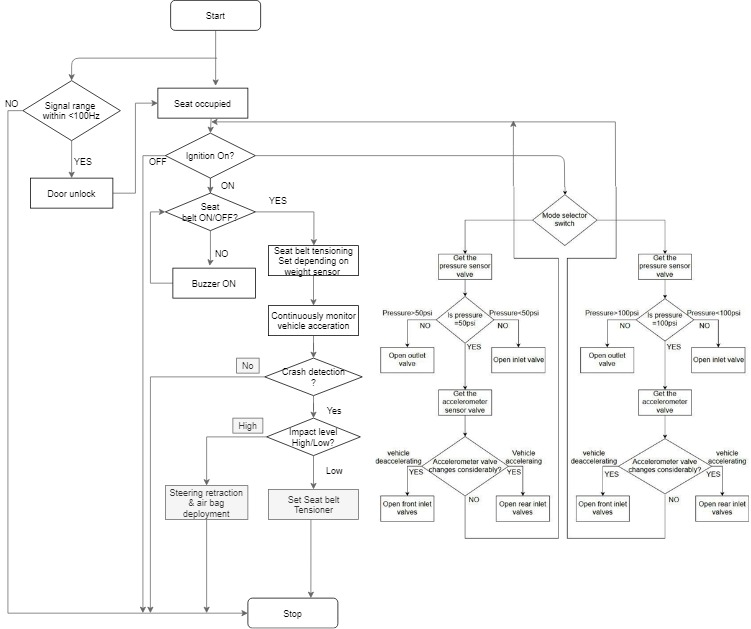 Start
NO
Signal range
within <100Hz
Seat occupied
YES
Door unlock
Ignition On?
OFF
ON
Seat
belt ON/OFF?
YES
NO
Buzzer ON
Seat belt tensioning
Set depending on
weight sensor
Continuously monitor
vehicle acceration
No
Crash detection
?
Yes
High
Impact level
High/Low?
Low
Steering retraction
& air bag
deployment
Set Seat belt
Tensioner
Stop
Mode selector
switch
Get the
pressure sensor
valve
Pressure>50psi
Is pressure
=50psi
Pressure<50psi
NO
NO
YES
Open outlet
valve
Open inlet valve
Get the
accelerometer
sensor valve
vehicle
deaccelerating
Accelerometer valve
changes considerably?
Vehicle
accelleraing
YES
YES
NO
Open front inlet
valves
Open rear inlet
valves
Get the
pressure sensor
valve
Pressure>100psi
Is pressure
=100psi
Pressure<100psi
NO
NO
YES
Open outlet
valve
Open inlet valve
Get the
accelerometer
valve
vehicle
deaccelerating
Accelerometer valve
changes considerably?
vehicle
accellerating
YES
YES
NO
Open front inlet
valves
Open rear inlet
valves